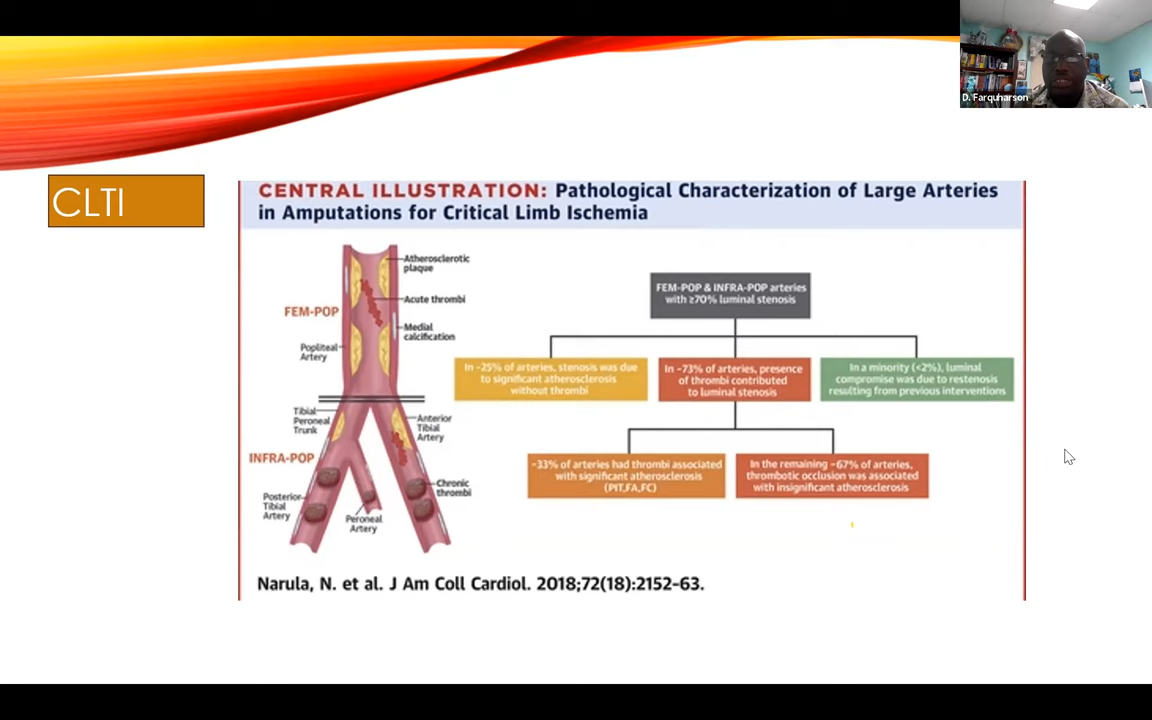 D. Farquharson
CLTI
CENTRAL ILLUSTRATION: Pathological Characterization of Large Arteries
in Amputations for Critical Limb Ischemia
Atherosclerotic
plaque
Acute thrombi
FEM-POP
Medial
calcification
Popliteal
Artery
Tibial
Peroneal
Trunk
Anterior
Tibial
Artery
INFRA-POP
Chronic
thrombi
Posterior
Tibial
Artery
Peroneal
Artery
FEM-POP & INFRA-POP arteries
with ≥70% luminal stenosis
In ~25% of arteries, stenosis was due
to significant atherosclerosis
without thrombi
In ~73% of arteries, presence
of thrombi contributed
to luminal stenosis
In a minority (<2%), luminal
compromise was due to restenosis
resulting from previous interventions
~33% of arteries had thrombi associated
with significant atherosclerosis
(PIT,FA,FC)
In the remaining ~67% of arteries,
thrombotic occlusion was associated
with insignificant atherosclerosis
Narula, N. et al. J Am Coll Cardiol. 2018;72(18):2152-63.